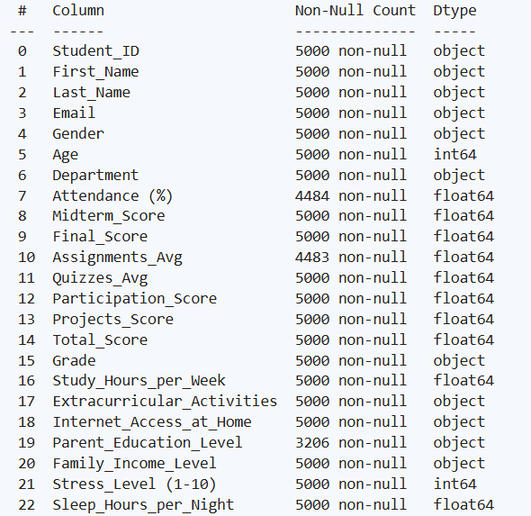 #   Column                      Non-Null Count  Dtype
---  ------                      --------------  -----
 0   Student_ID                  5000 non-null   object
 1   First_Name                  5000 non-null   object
 2   Last_Name                   5000 non-null   object
 3   Email                       5000 non-null   object
 4   Gender                      5000 non-null   object
 5   Age                         5000 non-null   int64
 6   Department                  5000 non-null   object
 7   Attendance (%)              4484 non-null   float64
 8   Midterm_Score               5000 non-null   float64
 9   Final_Score                 5000 non-null   float64
 10  Assignments_Avg             4483 non-null   float64
 11  Quizzes_Avg                 5000 non-null   float64
 12  Participation_Score         5000 non-null   float64
 13  Projects_Score              5000 non-null   float64
 14  Total_Score                 5000 non-null   float64
 15  Grade                       5000 non-null   object
 16  Study_Hours_per_Week        5000 non-null   float64
 17  Extracurricular_Activities  5000 non-null   object
 18  Internet_Access_at_Home     5000 non-null   object
 19  Parent_Education_Level      3206 non-null   object
 20  Family_Income_Level         5000 non-null   object
 21  Stress_Level (1-10)         5000 non-null   int64
 22  Sleep_Hours_per_Night       5000 non-null   float64